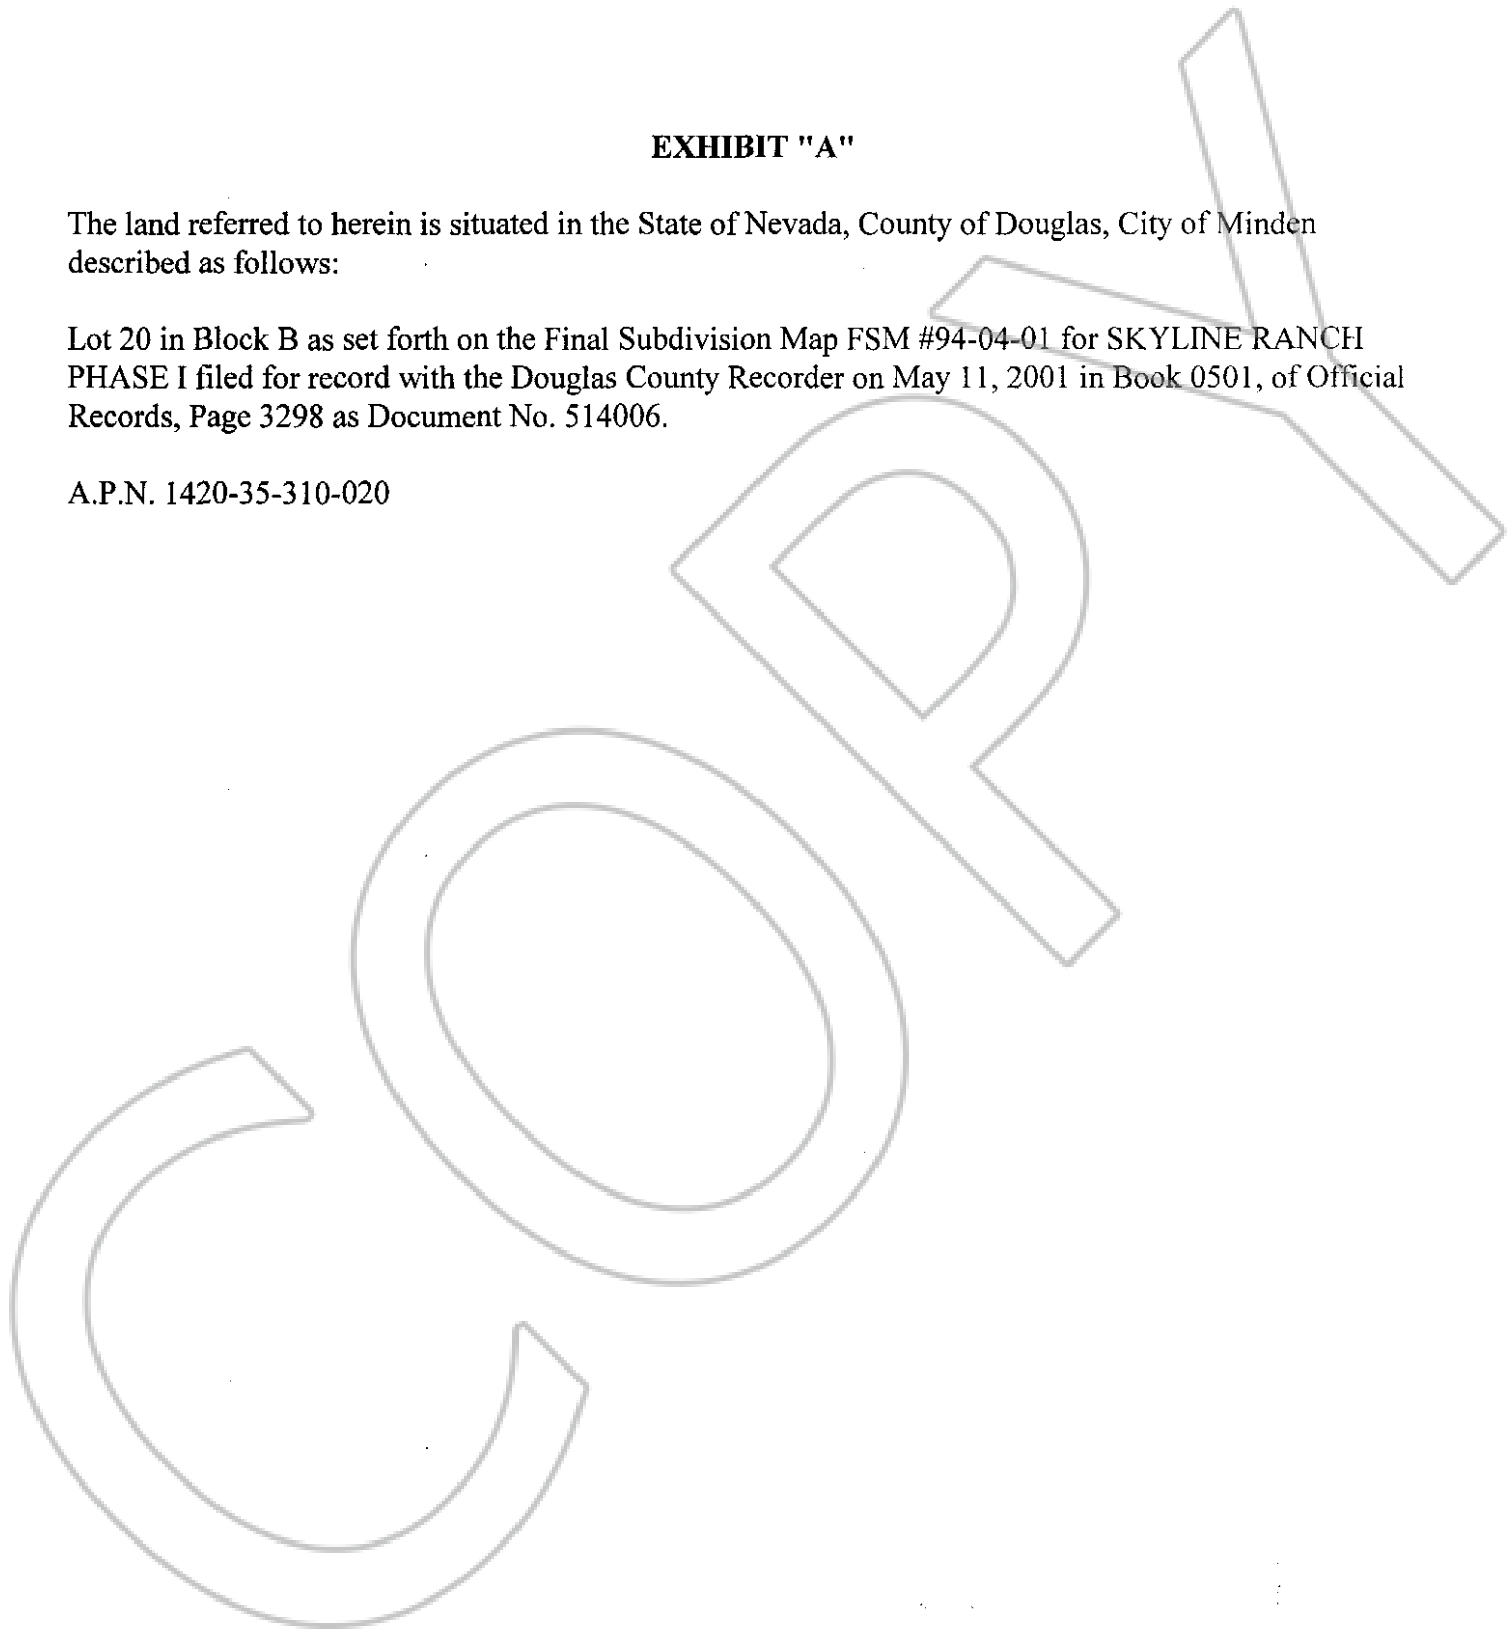 EXHIBIT "A"
The land referred to herein is situated in the State of Nevada, County of Douglas, City of Minden
described as follows:
Lot 20 in Block B as set forth on the Final Subdivision Map FSM #94-04-01 for SKYLINE RANCH
PHASE I filed for record with the Douglas County Recorder on May 11, 2001 in Book 0501, of Official
Records, Page 3298 as Document No. 514006.
A.P.N. 1420-35-310-020
COPY